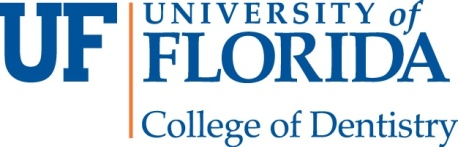 UF
UNIVERSITY of
FLORIDA
College of Dentistry